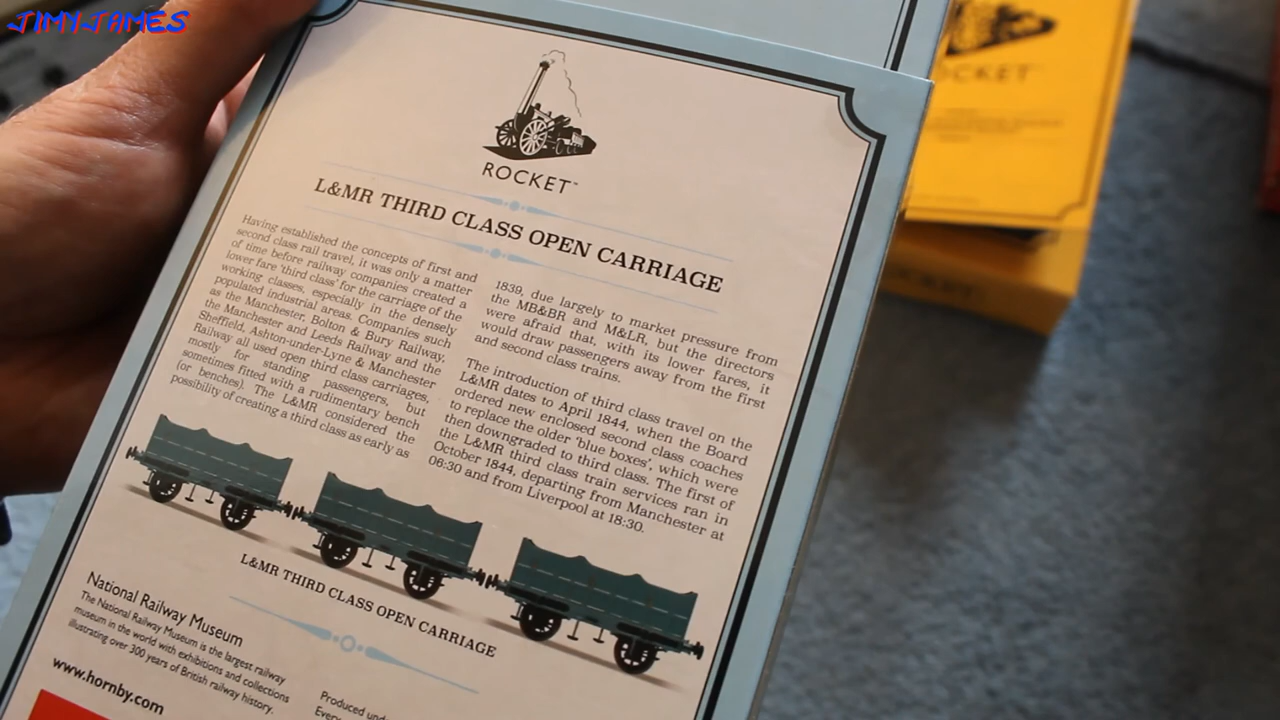 JIMYJAMES
ROCKET™
L&MR THIRD CLASS OPEN CARRIAGE
Having established the concepts of first and
second class rail travel, it was only a matter
of time before railway companies created a
lower fare 'third class' for the carriage of the
working classes, especially in the densely
populated industrial areas. Companies such
as the Manchester, Bolton & Bury Railway,
the Manchester and Leeds Railway and the
Sheffield, Ashton-under-Lyne & Manchester
Railway all used open third class carriages,
mostly for standing passengers, but
sometimes fitted with a rudimentary bench
(or benches). The L&MR considered the
possibility of creating a third class as early as
1839, due largely to market pressure from
the MB&BR and M&LR, but the directors
were afraid that, with its lower fares, it
would draw passengers away from the first
and second class trains.
The introduction of third class travel on the
L&MR dates to April 1844, when the Board
ordered new enclosed second class coaches
to replace the older 'blue boxes', which were
then downgraded to third class. The first of
the L&MR third class train services ran in
October 1844, departing from Manchester at
06:30 and from Liverpool at 18:30.
L&MR THIRD CLASS OPEN CARRIAGE
National Railway Museum
The National Railway Museum is the largest railway
museum in the world with exhibitions and collections
illustrating over 300 years of British railway history.
www.hornby.com
Produced und
Every
OCKET™